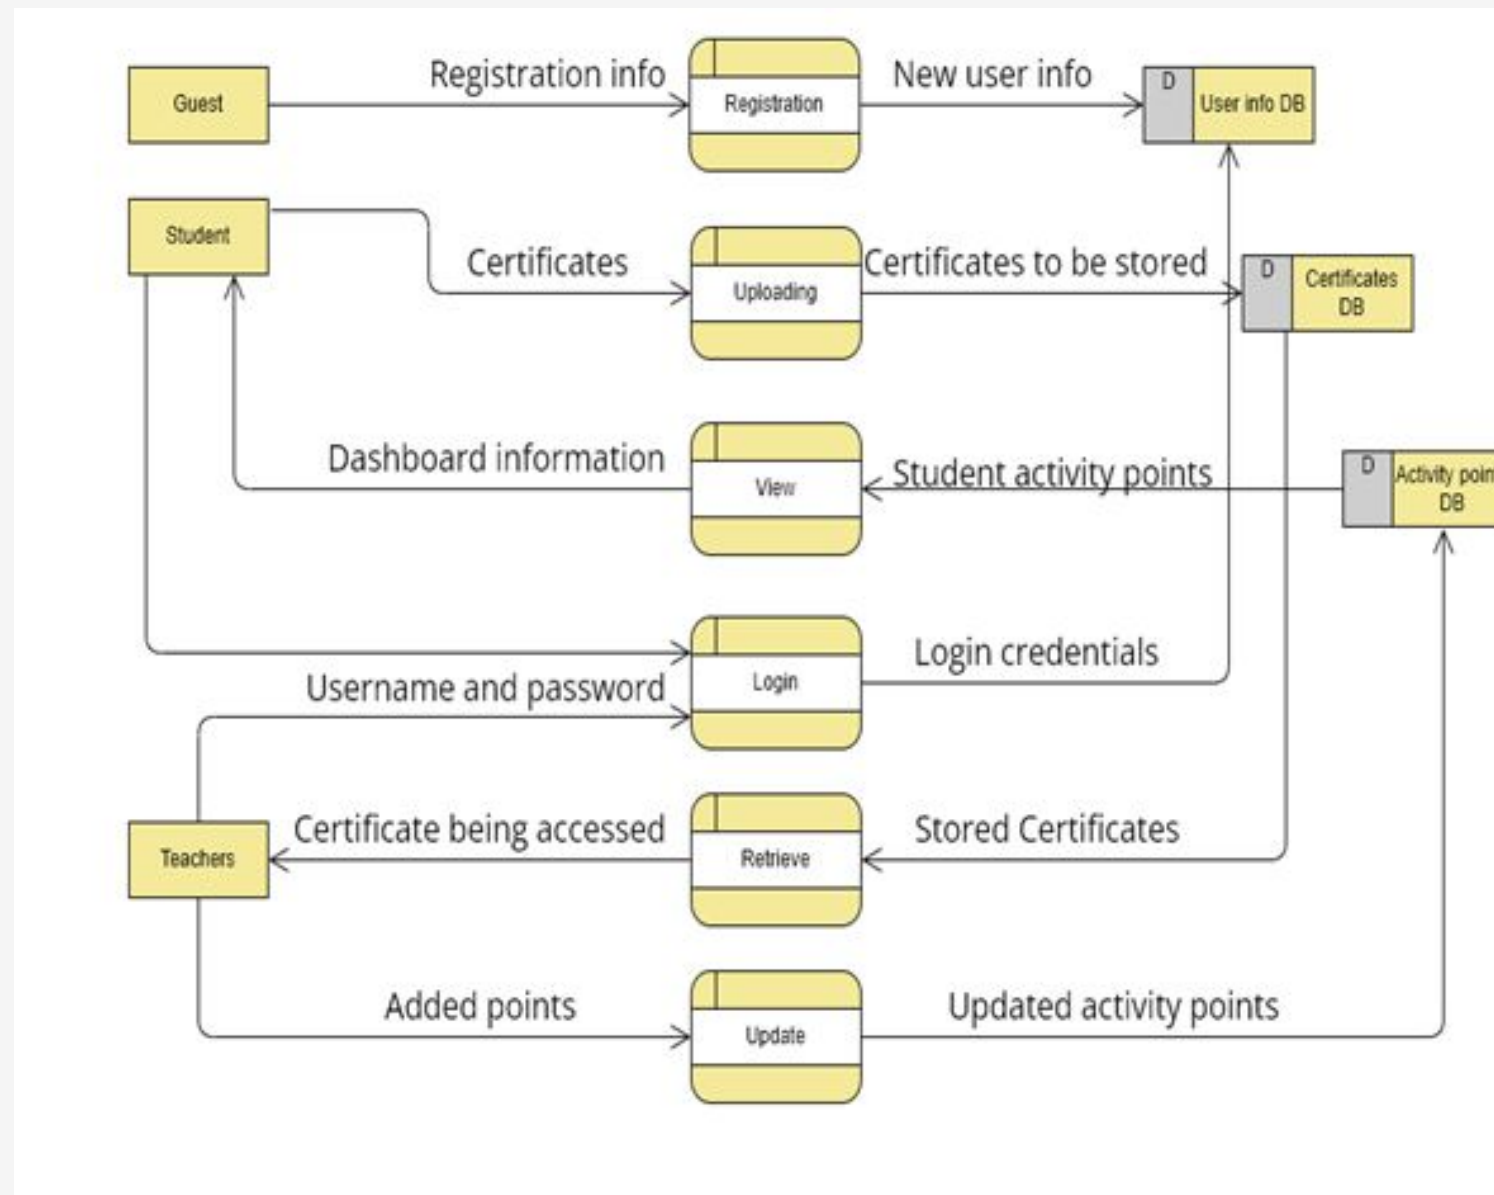 Registration info
New user info
Guest
Registration
D
User info DB
Student
Certificates
Uploading
Certificates to be stored
D
Certificates
DB
Dashboard information
View
Student activity points
D
Activity
DB
Login
Login credentials
Username and password
Teachers
Certificate being accessed
Retrieve
Stored Certificates
Added points
Update
Updated activity points